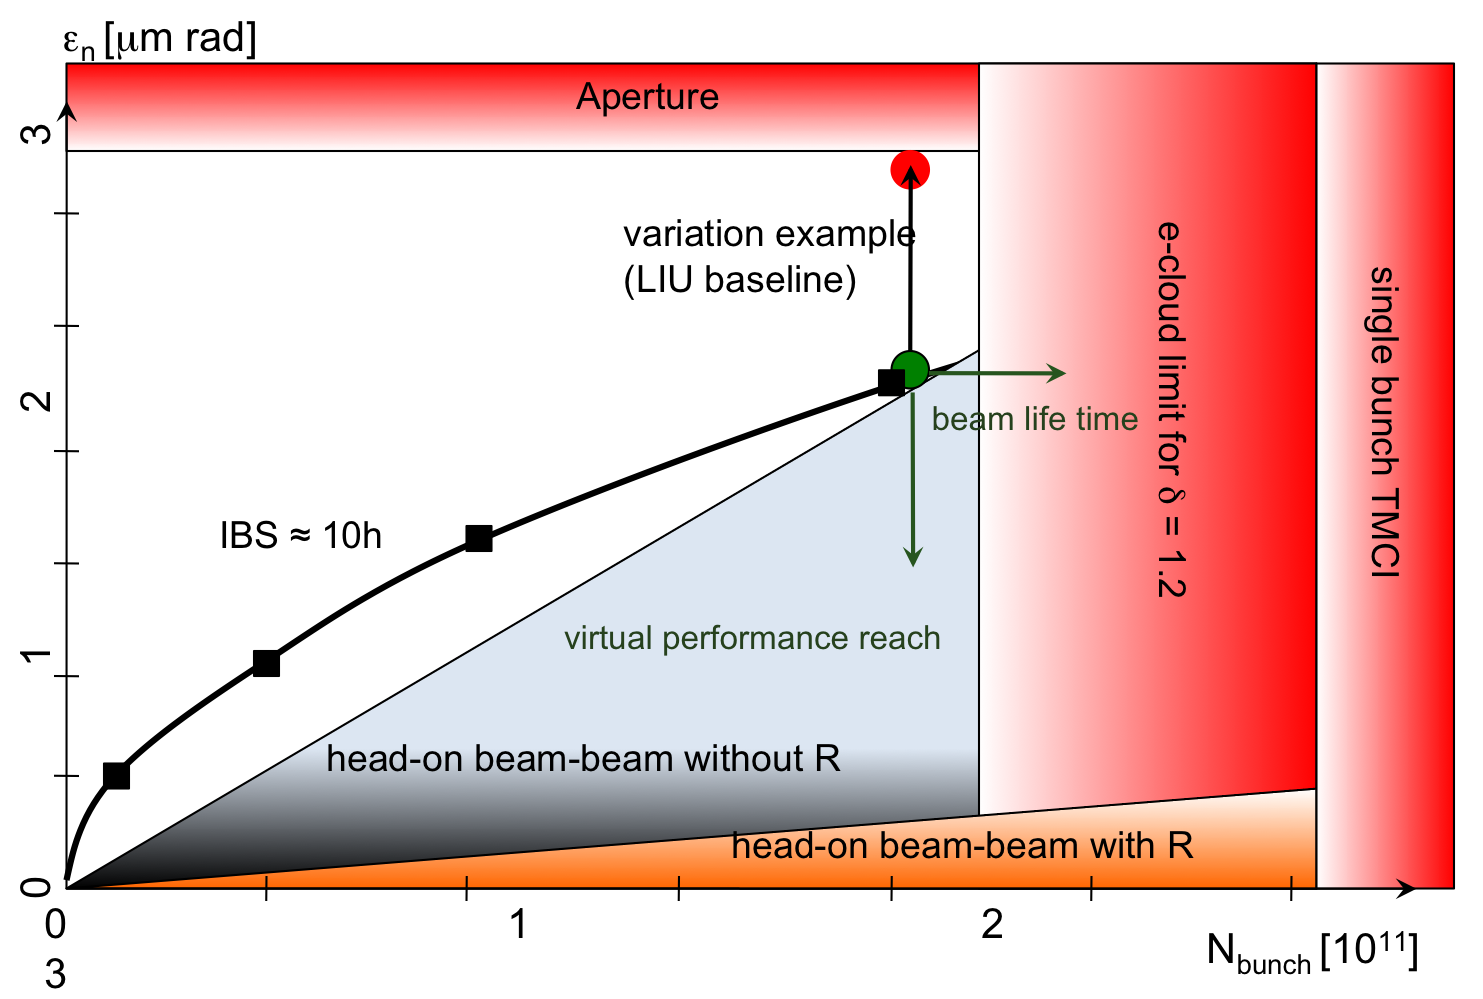 εn [μm rad]
Aperture
3
variation example
(LIU baseline)
e-cloud limit for δ = 1.2
single bunch TMCI
2
beam life time
IBS ≈ 10h
virtual performance reach
1
head-on beam-beam without R
head-on beam-beam with R
0
0 1 2
Nbunch [10¹¹]
3